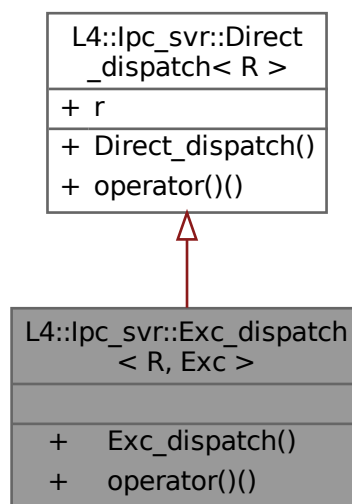 L4::Ipc_svr::Direct
_dispatch< R >
+ r
+ Direct_dispatch()
+ operator()()
L4::Ipc_svr::Exc_dispatch
< R, Exc >
+ Exc_dispatch()
+ operator()()